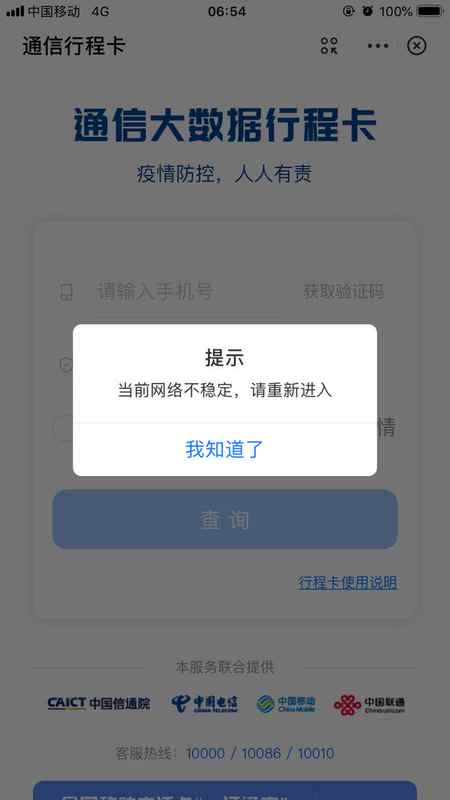 中国移动 4G 06:54 100%
通信行程卡
通信大数据行程卡
疫情防控，人人有责
请输入手机号 获取验证码
提示
当前网络不稳定，请重新进入
情
我知道了
查询
行程卡使用说明
本服务联合提供
CAICT 中国信通院 中国电信 CHINA TELECOM 中国移动 China Mobile 中国联通 China unicom
客服热线：10000 / 10086 / 10010